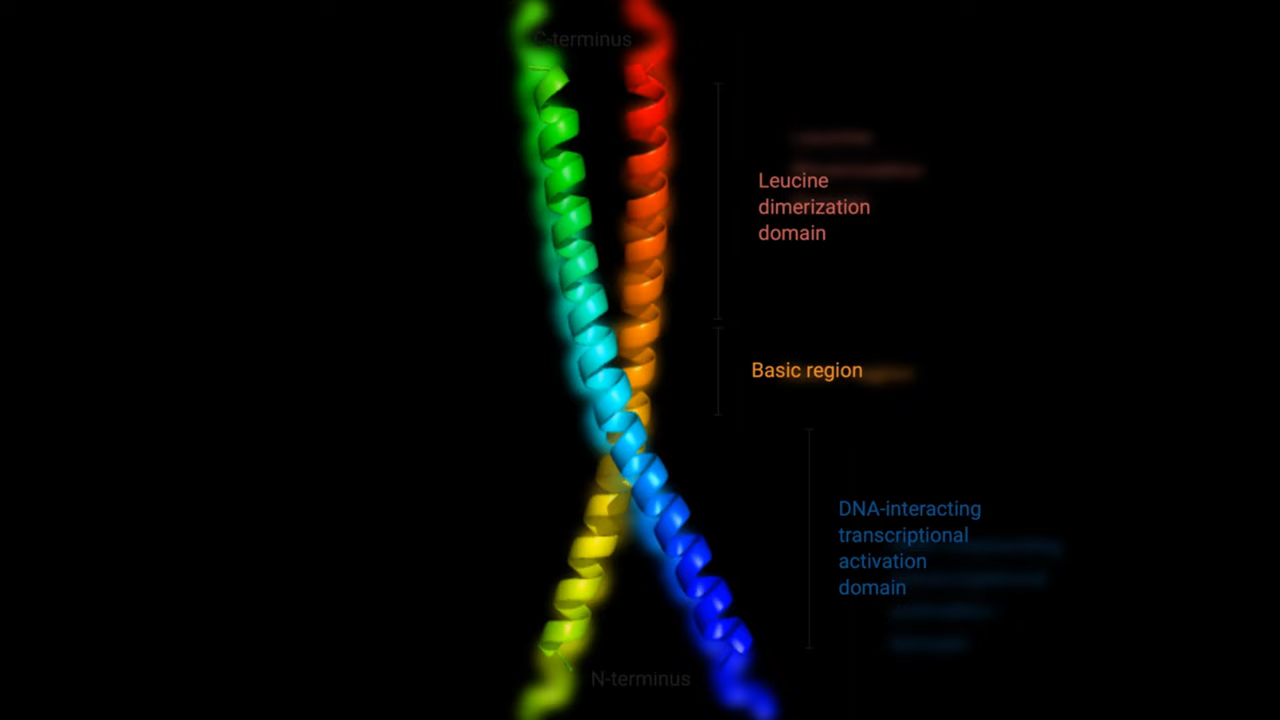 C-terminus
Leucine
dimerization
domain
Basic region
DNA-interacting
transcriptional
activation
domain
N-terminus